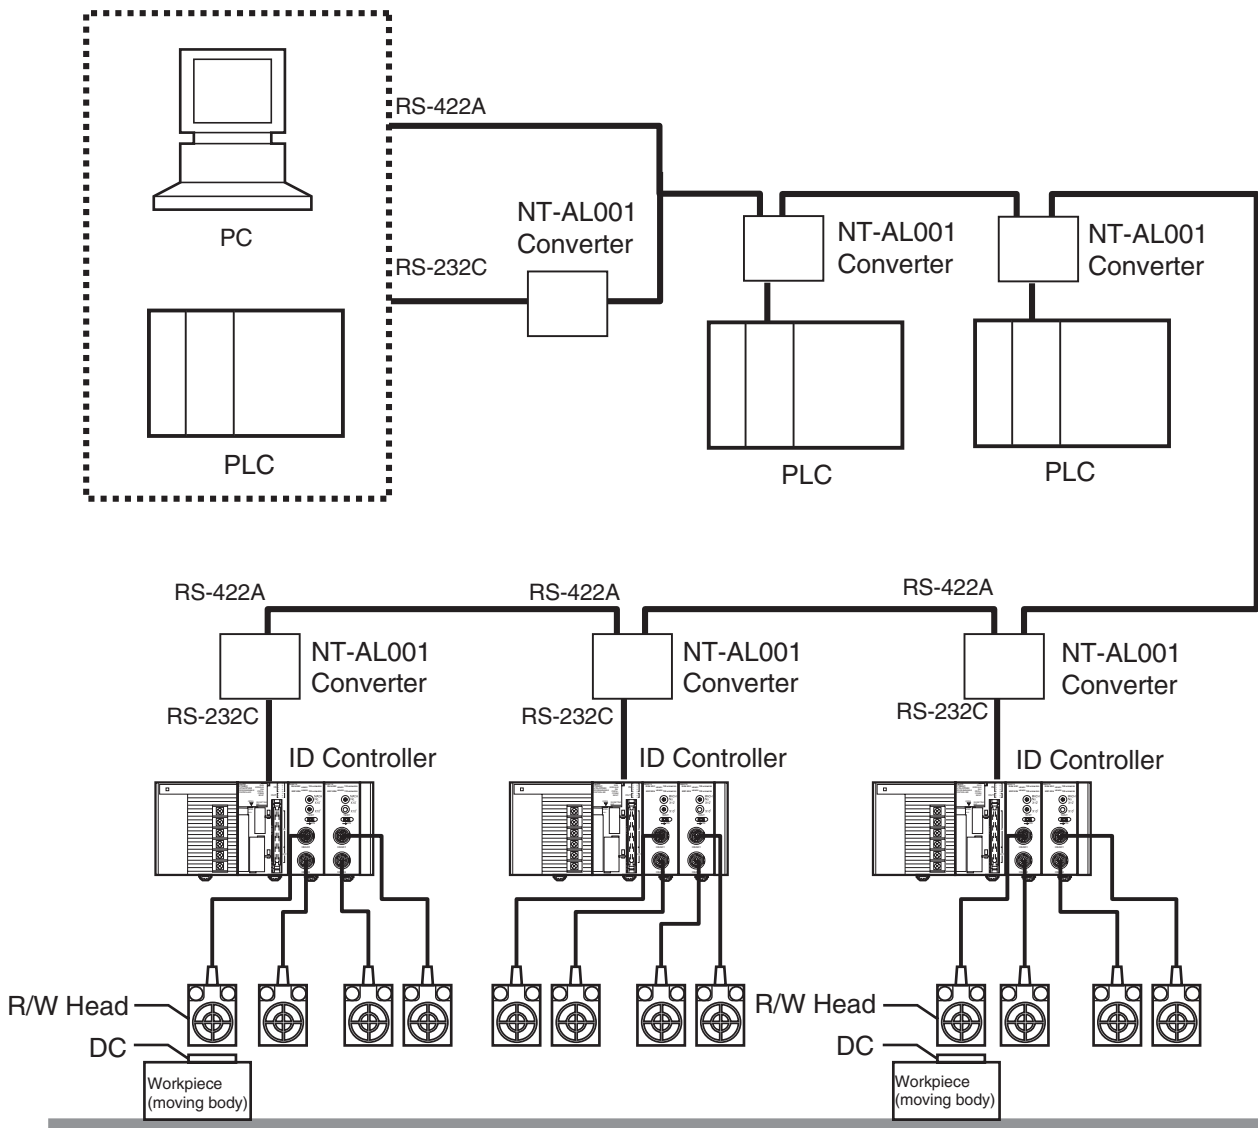 RS-422A
PC
NT-AL001
Converter
NT-AL001
Converter
NT-AL001
Converter
RS-232C
PLC
PLC
PLC
RS-422A
RS-422A
RS-422A
NT-AL001
Converter
NT-AL001
Converter
NT-AL001
Converter
RS-232C
RS-232C
RS-232C
ID Controller
ID Controller
ID Controller
R/W Head
R/W Head
DC
DC
Workpiece
(moving body)
Workpiece
(moving body)